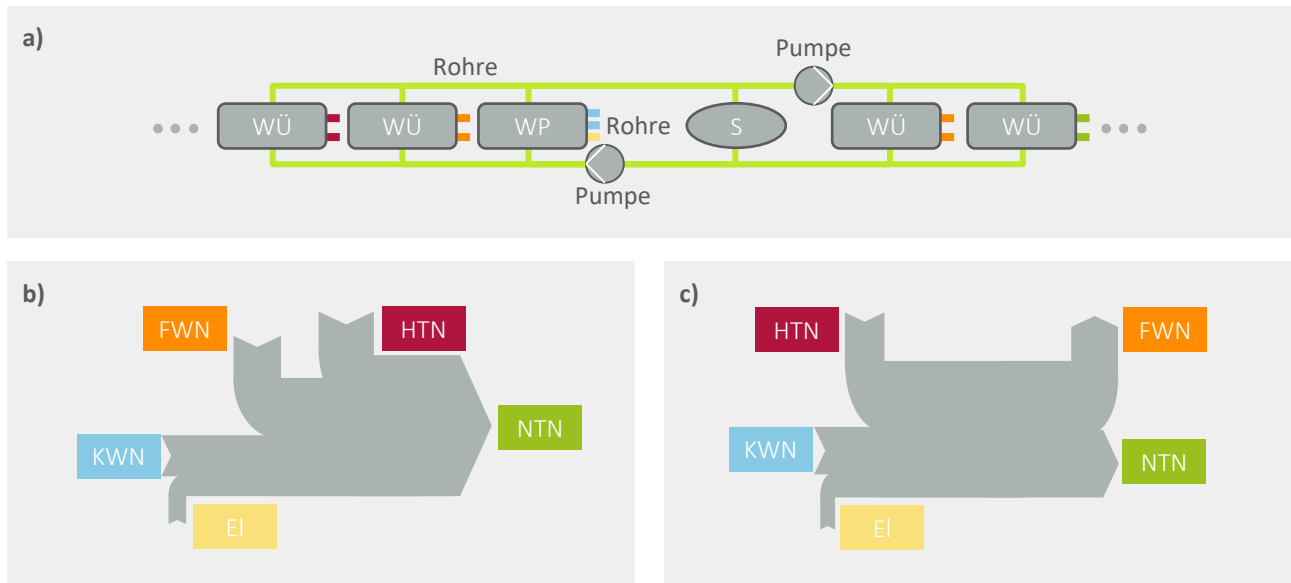 a)
Pumpe
Rohre
WÜ
WÜ
WP
Rohre
S
WÜ
WÜ
Pumpe
b)
FWN
HTN
NTN
KWN
El
c)
HTN
FWN
KWN
NTN
El